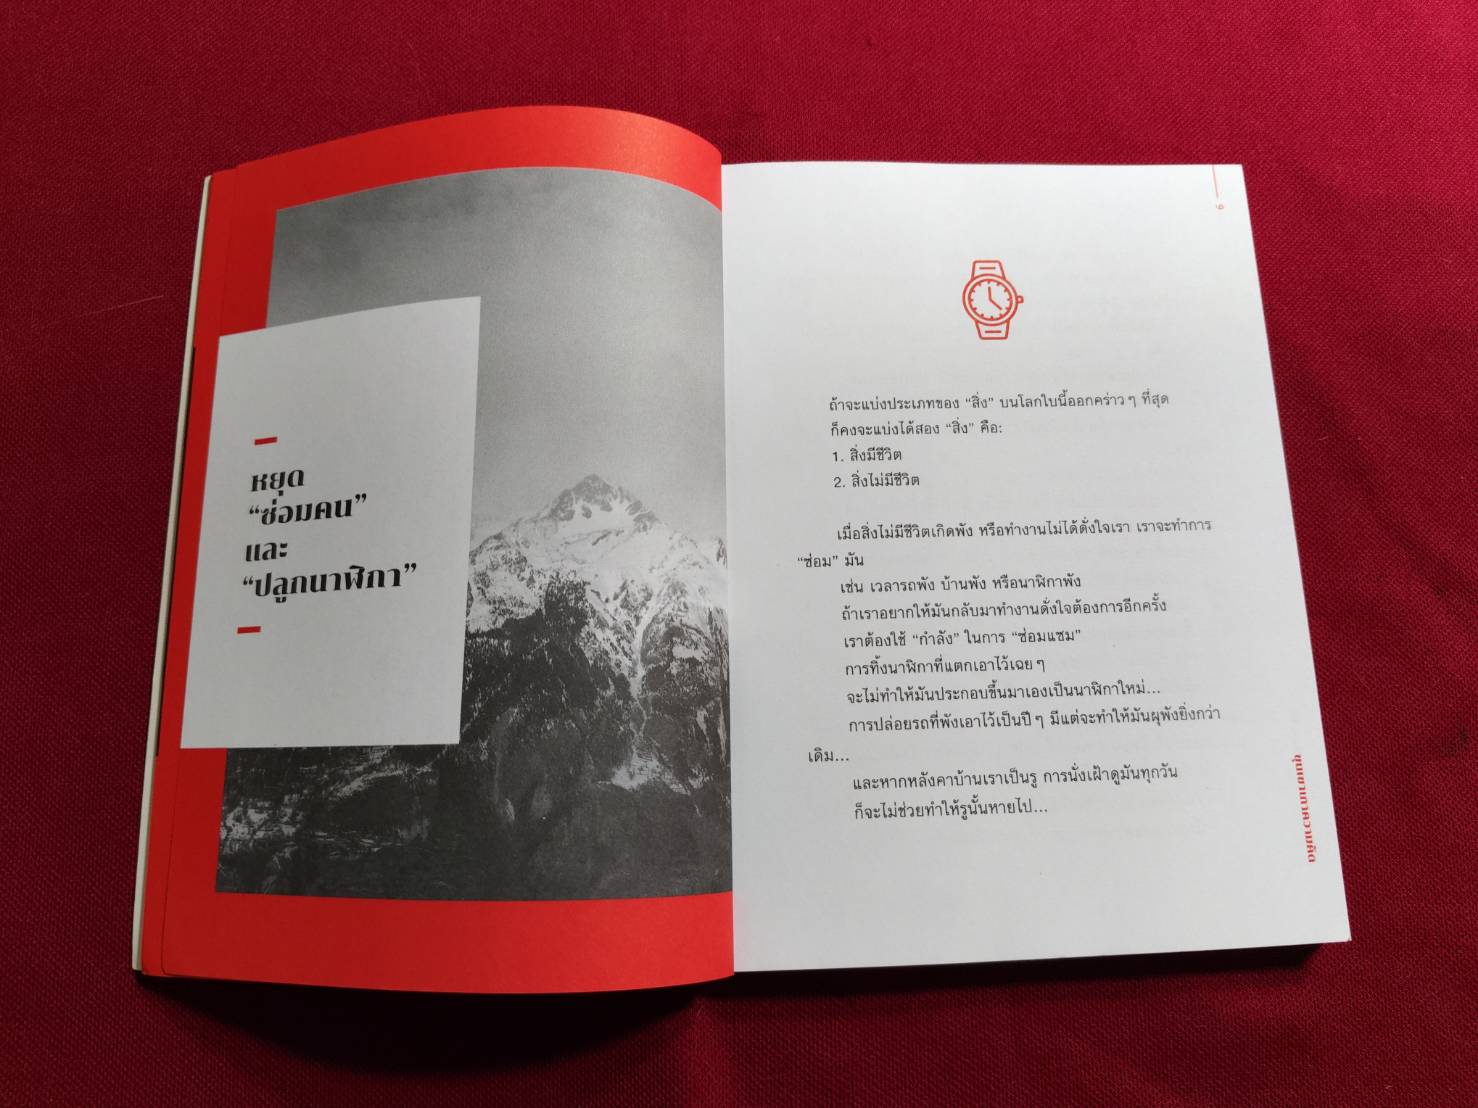 หยุด
“ซ่อมคน”
และ
“ปลูกนาฬิกา”
ถ้าจะแบ่งประเภทของ “สิ่ง” บนโลกใบนี้ออกคร่าวๆ ที่สุด
ก็คงจะแบ่งได้สอง “สิ่ง” คือ:
1. สิ่งมีชีวิต
2. สิ่งไม่มีชีวิต
เมื่อสิ่งไม่มีชีวิตเกิดพัง หรือทำงานไม่ได้ดั่งใจเรา เราจะทำการ
“ซ่อม” มัน
เช่น เวลารถพัง บ้านพัง หรือนาฬิกาพัง
ถ้าเราอยากให้มันกลับมาทำงานดั่งใจต้องการอีกครั้ง
เราต้องใช้ “กำลัง” ในการ “ซ่อมแซม”
การทิ้งนาฬิกาที่แตกเอาไว้เฉยๆ
จะไม่ทำให้มันประกอบขึ้นมาเองเป็นนาฬิกาใหม่...
การปล่อยรถที่พังเอาไว้เป็นปีๆ มีแต่จะทำให้มันผุพังยิ่งกว่า
เดิม...
และหากหลังคาบ้านเราเป็นรู การนั่งเฝ้าดูมันทุกวัน
ก็จะไม่ช่วยทำให้รูนั้นหายไป...